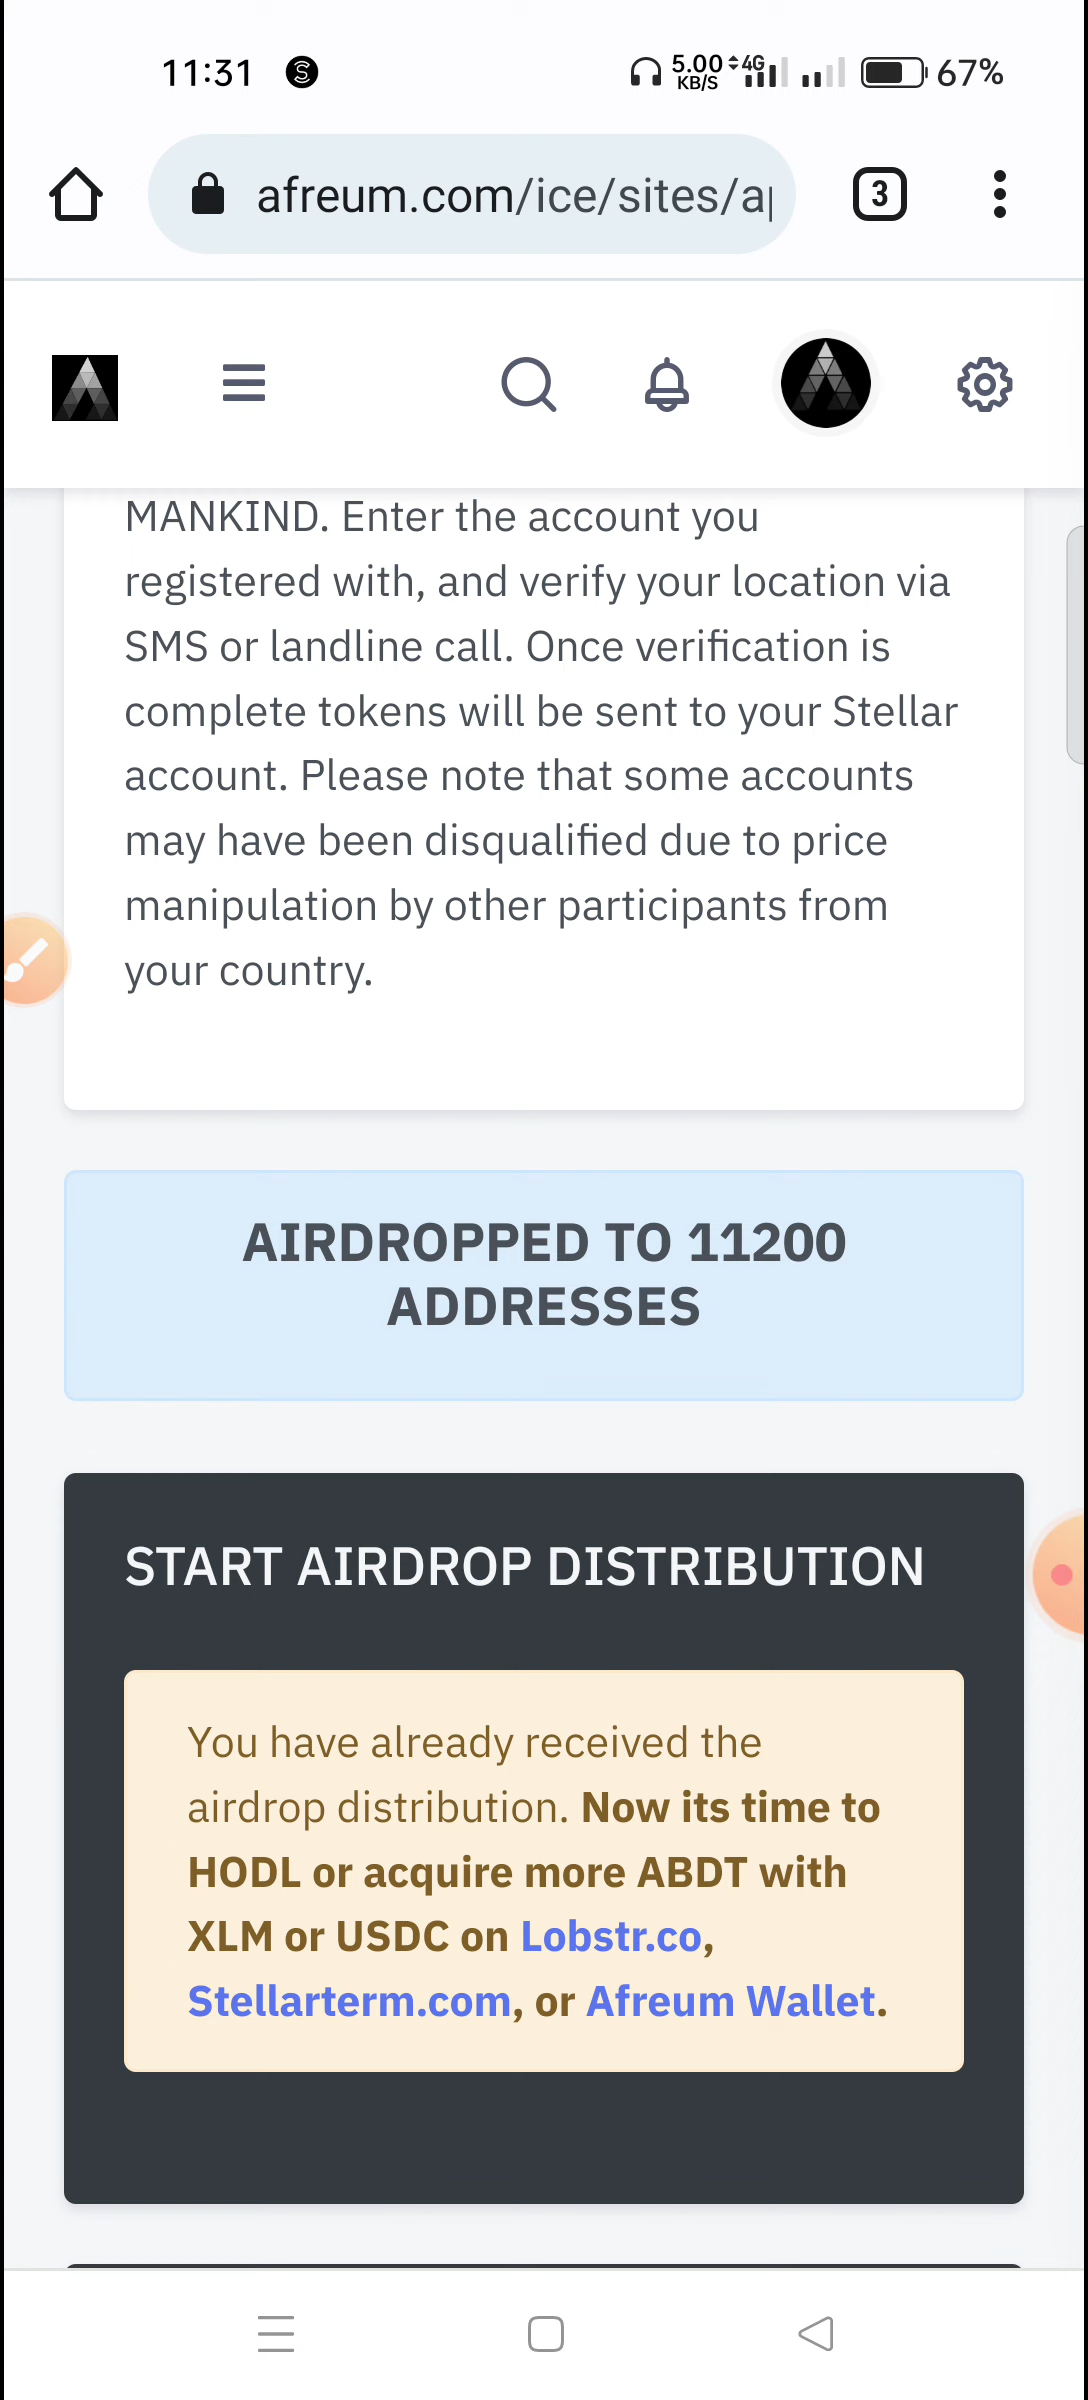 11:31
5.00
KB/S
4G
67%
afreum.com/ice/sites/a
3
MANKIND. Enter the account you
registered with, and verify your location via
SMS or landline call. Once verification is
complete tokens will be sent to your Stellar
account. Please note that some accounts
may have been disqualified due to price
manipulation by other participants from
your country.
AIRDROPPED TO 11200
ADDRESSES
START AIRDROP DISTRIBUTION
You have already received the
airdrop distribution. Now its time to
HODL or acquire more ABDT with
XLM or USDC on Lobstr.co,
Stellarterm.com, or Afreum Wallet.